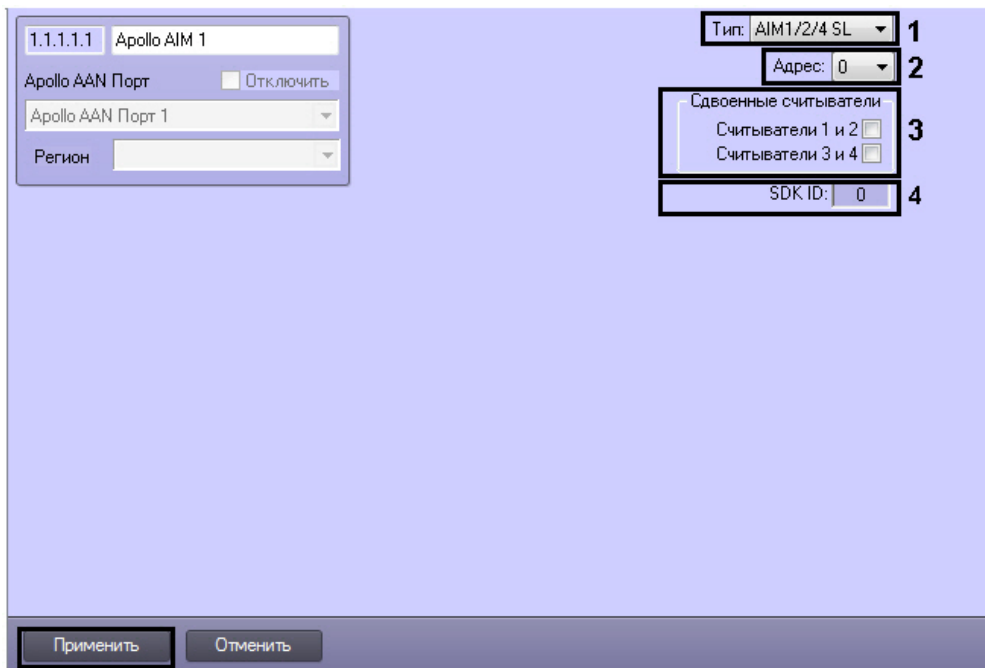 1.1.1.1.1 Apollo AIM 1
Apollo AAN Порт Отключить
Apollo AAN Порт 1
Регион
Тип: AIM1/2/4 SL 1
Адрес: 0 2
Сдвоенные считыватели
Считыватели 1 и 2
3
Считыватели 3 и 4
SDK ID: 0 4
Применить Отменить